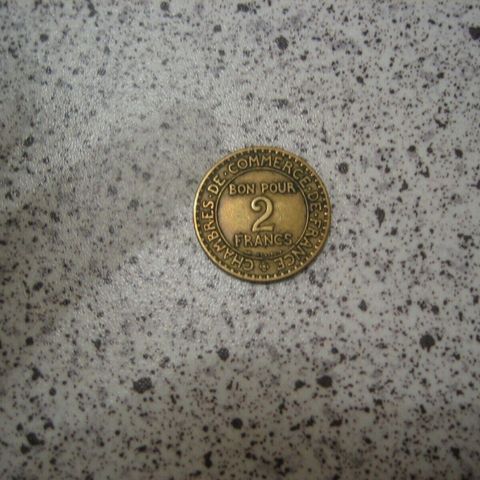 CHAMBRES·DE·COMMERCE·DE·FRANCE
BON POUR
2
FRANCS